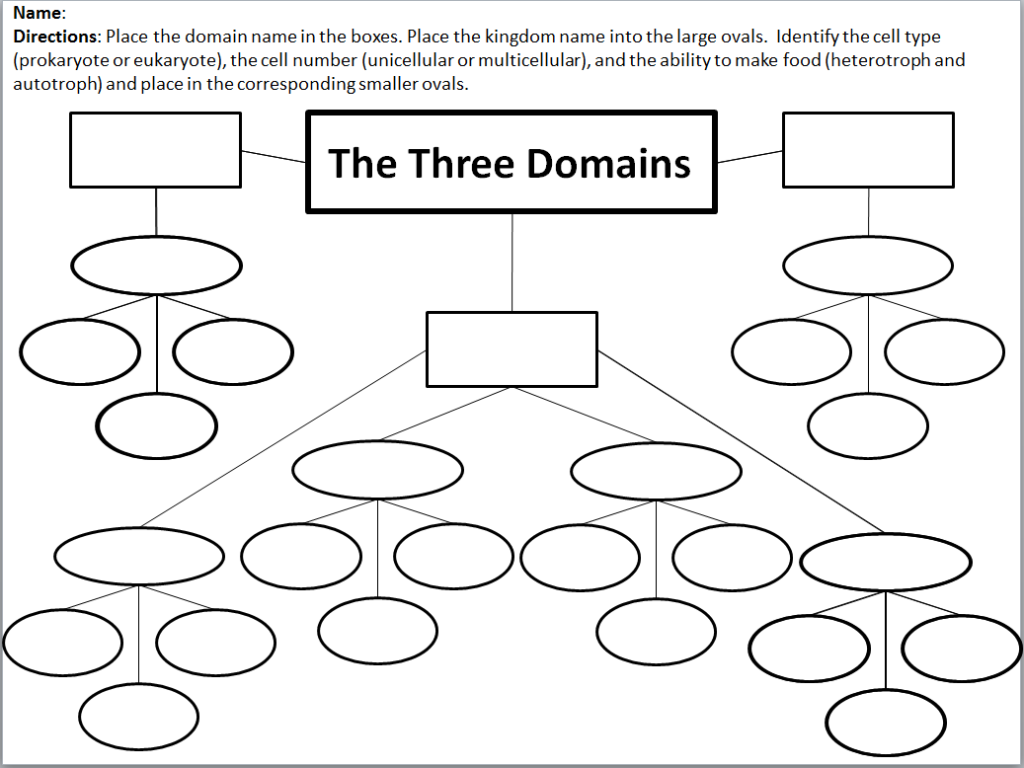 Name:
Directions: Place the domain name in the boxes. Place the kingdom name into the large ovals.  Identify the cell type
(prokaryote or eukaryote), the cell number (unicellular or multicellular), and the ability to make food (heterotroph and
autotroph) and place in the corresponding smaller ovals.
The Three Domains